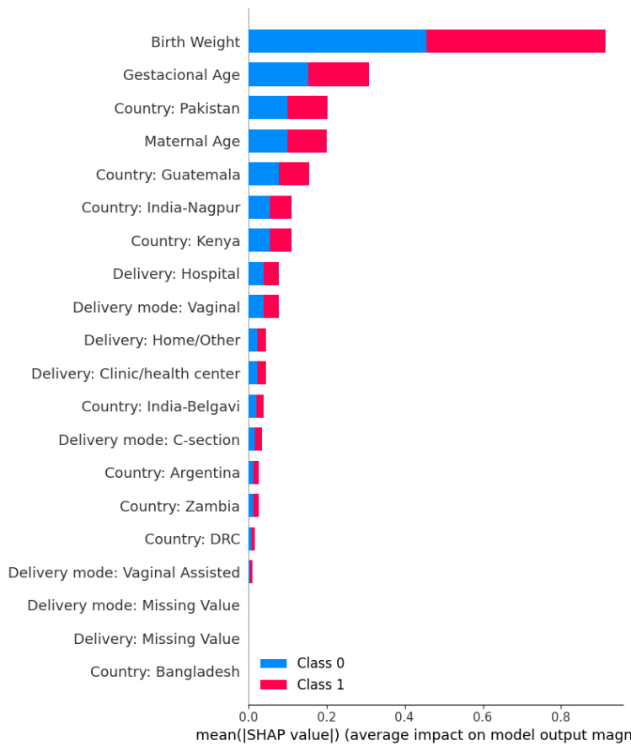 Birth Weight
Gestacional Age
Country: Pakistan
Maternal Age
Country: Guatemala
Country: India-Nagpur
Country: Kenya
Delivery: Hospital
Delivery mode: Vaginal
Delivery: Home/Other
Delivery: Clinic/health center
Country: India-Belgavi
Delivery mode: C-section
Country: Argentina
Country: Zambia
Country: DRC
Delivery mode: Vaginal Assisted
Delivery mode: Missing Value
Delivery: Missing Value
Country: Bangladesh
Class 0
Class 1
0.0 0.2 0.4 0.6 0.8
mean(|SHAP value|) (average impact on model output magn